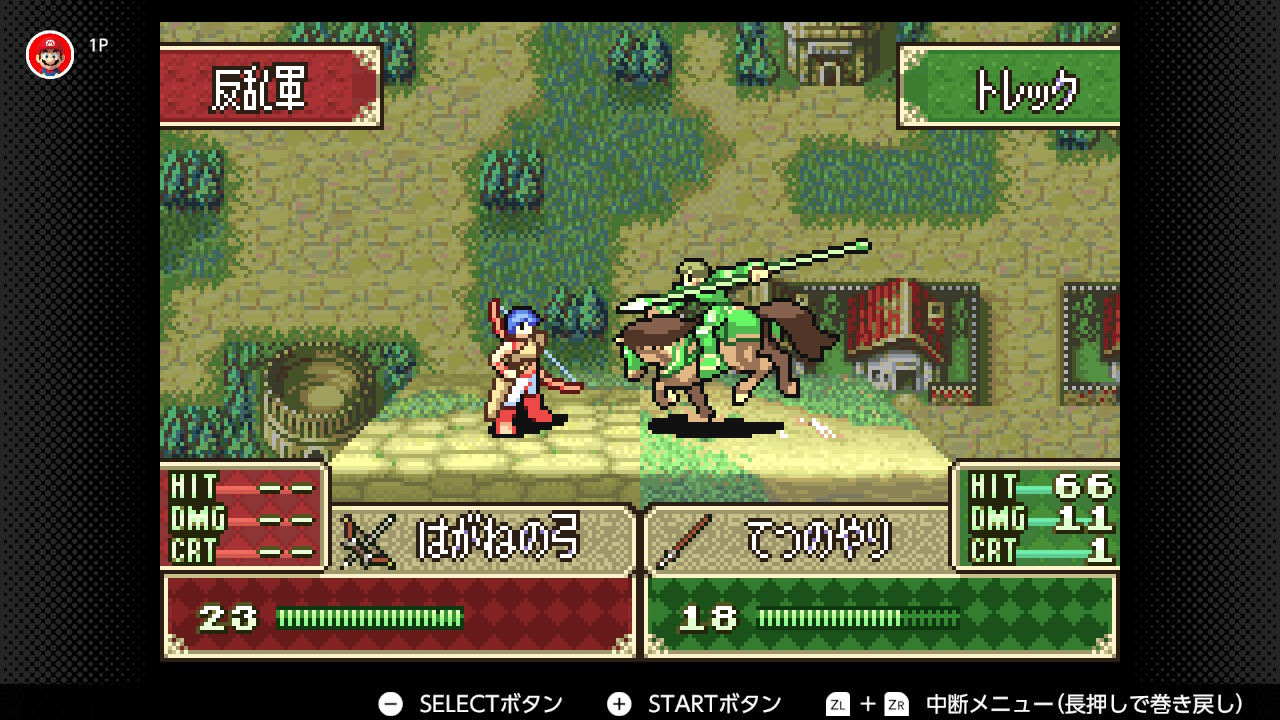 1P
反乱軍
トレック
HIT --
DMG --
CRT --
はがねの弓
てつのやり
HIT 66
DMG 11
CRT 1
23
18
SELECTボタン
STARTボタン
ZL + ZR 中断メニュー(長押しで巻き戻し)